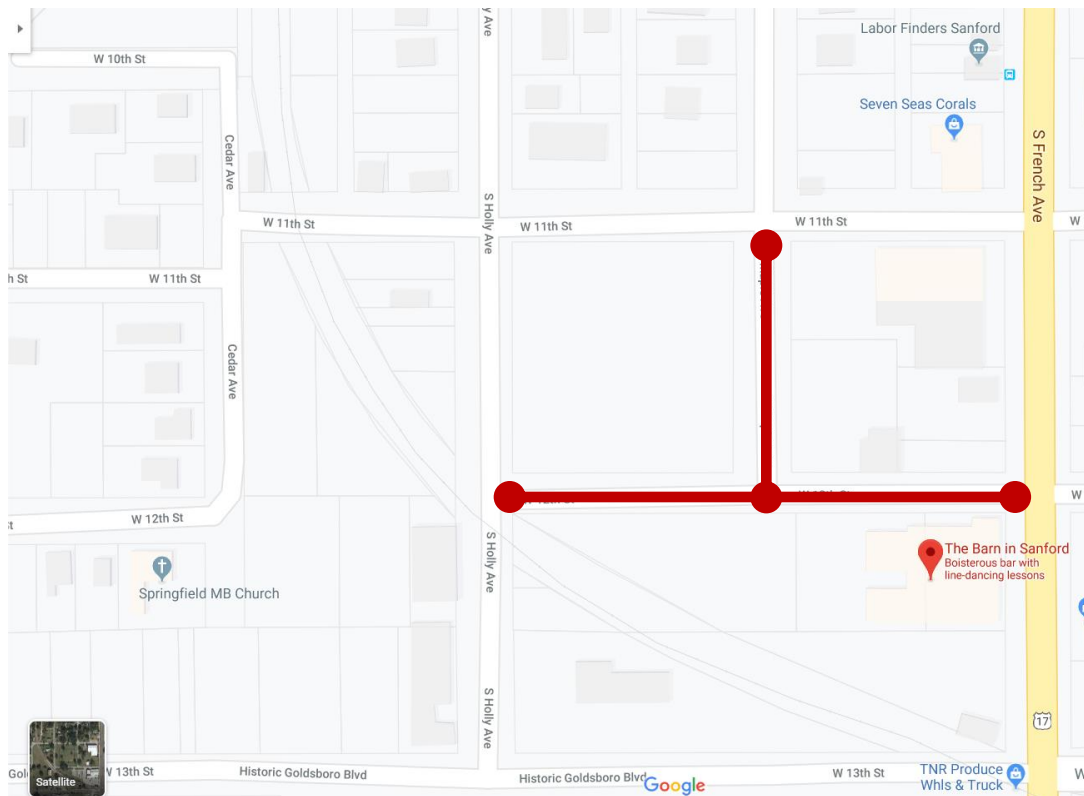 y Ave
Labor Finders Sanford
W 10th St
Seven Seas Corals
S French Ave
Cedar Ave
S Holly Ave
W 11th St
W 11th St
W 11th St
W
h St
W 11th St
Cedar Ave
W
W 12th St
S Holly Ave
The Barn in Sanford
Boisterous bar with
line-dancing lessons
Springfield MB Church
S Holly Ave
17
Satellite
Gol
W 13th St
Historic Goldsboro Blvd
Historic Goldsboro Blvd
Google
W 13th St
TNR Produce
Whls & Truck
W